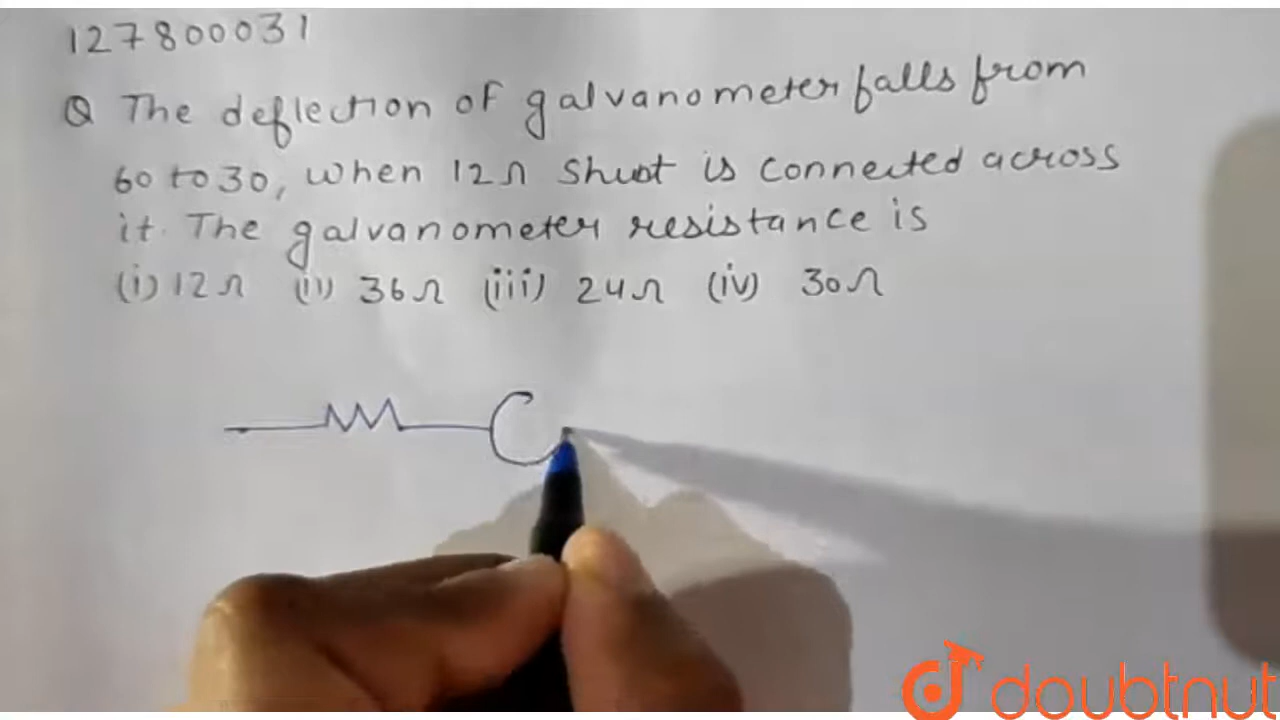 127800031
Q The deflection of galvanometer falls from
60 to 30, when 12Ω Shunt is connected across
it. The galvanometer resistance is
(i) 12Ω (ii) 36Ω (iii) 24Ω (iv) 30Ω
doubtnut